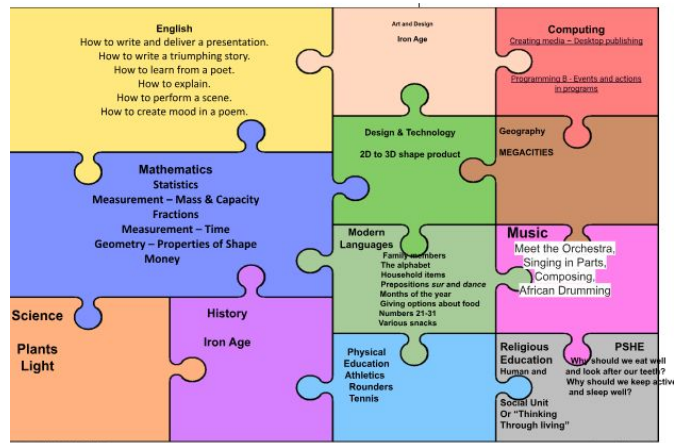 English
How to write and deliver a presentation.
How to write a triumphing story.
How to learn from a poet.
How to explain.
How to perform a scene.
How to create mood in a poem.
Art and Design
Iron Age
Computing
Creating media – Desktop publishing
Programming B - Events and actions
in programs
Mathematics
Statistics
Measurement – Mass & Capacity
Fractions
Measurement – Time
Geometry – Properties of Shape
Money
Design & Technology
2D to 3D shape product
Geography
MEGACITIES
Modern
Languages
Family members
The alphabet
Household items
Prepositions sur and dance
Months of the year
Giving options about food
Numbers 21-31
Various snacks
Music
Meet the Orchestra,
Singing in Parts,
Composing,
African Drumming
Science
Plants
Light
History
Iron Age
Physical
Education
Athletics
Rounders
Tennis
Religious
Education
Human and
Social Unit
Or “Thinking
Through living”
PSHE
Why should we eat well
and look after our teeth?
Why should we keep active
and sleep well?